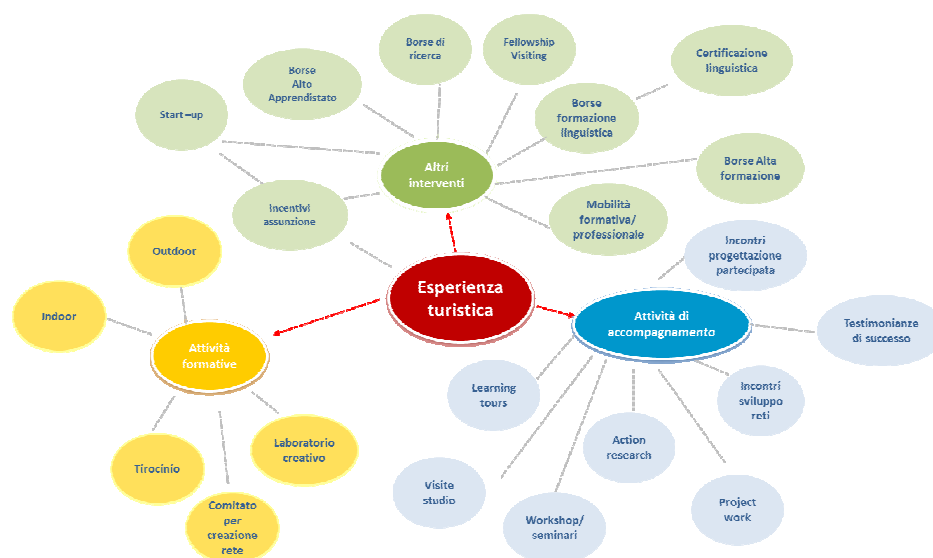 Borse di
ricerca
Fellowship
Visiting
Certificazione
linguistica
Borse
Alto
Apprendistato
Start –up
Borse
formazione
linguistica
Altri
interventi
Borse Alta
formazione
Incentivi
assunzione
Mobilità
formativa/
professionale
Outdoor
Incontri
progettazione
partecipata
Esperienza
turistica
Indoor
Attività di
accompagnamento
Testimonianze
di successo
Attività
formative
Learning
tours
Incontri
sviluppo
reti
Laboratorio
creativo
Action
research
Tirocinio
Visite
studio
Comitato
per
creazione
rete
Workshop/
seminari
Project
work